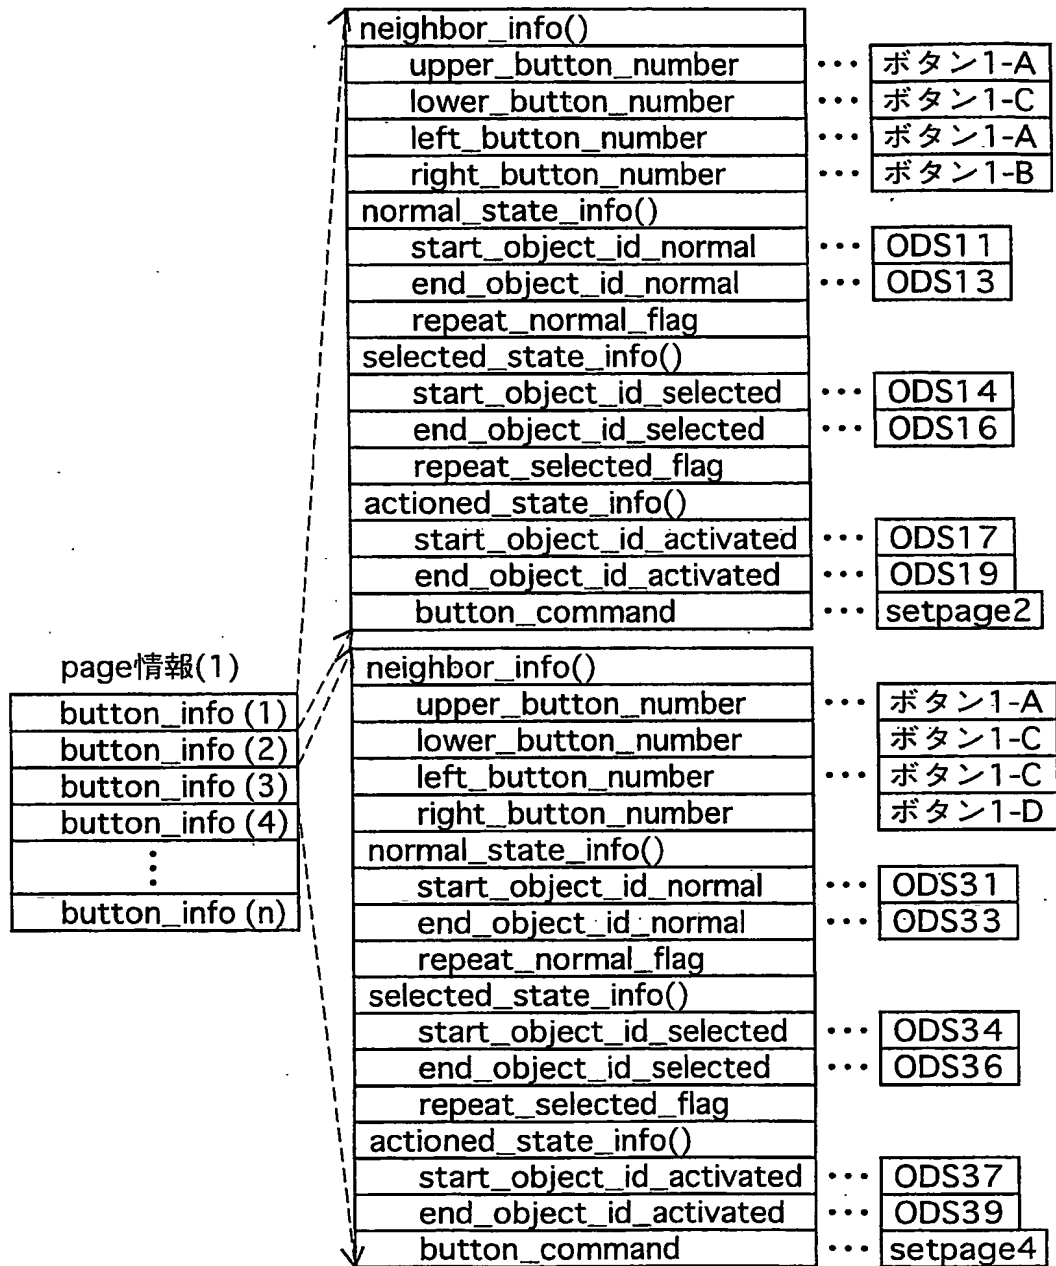 neighbor_info()
upper_button_number ••• ボタン1-A
lower_button_number ••• ボタン1-C
left_button_number ••• ボタン1-A
right_button_number ••• ボタン1-B
normal_state_info()
start_object_id_normal ••• ODS11
end_object_id_normal ••• ODS13
repeat_normal_flag
selected_state_info()
start_object_id_selected ••• ODS14
end_object_id_selected ••• ODS16
repeat_selected_flag
actioned_state_info()
start_object_id_activated ••• ODS17
end_object_id_activated ••• ODS19
button_command ••• setpage2
page情報(1)
button_info (1)
button_info (2)
button_info (3)
button_info (4)
⋮
button_info (n)
neighbor_info()
upper_button_number ••• ボタン1-A
lower_button_number ボタン1-C
left_button_number ••• ボタン1-C
right_button_number ボタン1-D
normal_state_info()
start_object_id_normal ••• ODS31
end_object_id_normal ••• ODS33
repeat_normal_flag
selected_state_info()
start_object_id_selected ••• ODS34
end_object_id_selected ••• ODS36
repeat_selected_flag
actioned_state_info()
start_object_id_activated ••• ODS37
end_object_id_activated ••• ODS39
button_command ••• setpage4